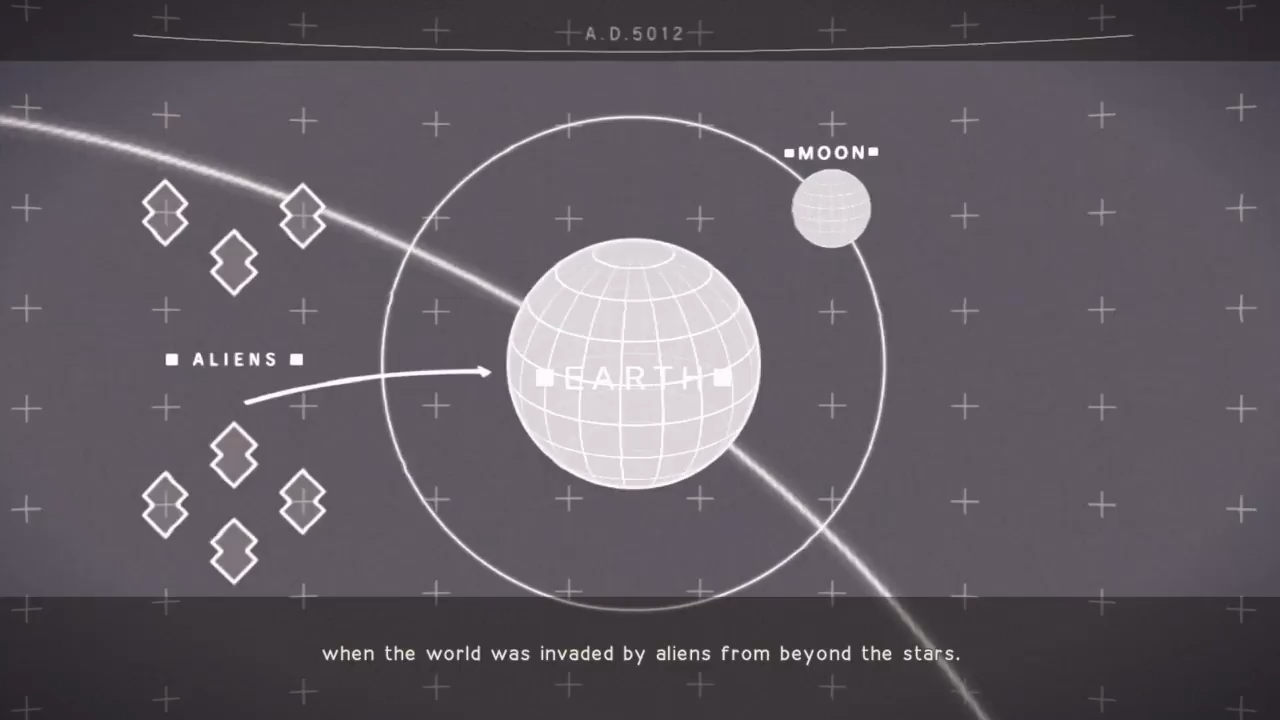 A.D.5012
MOON
ALIENS
EARTH
when the world was invaded by aliens from beyond the stars.